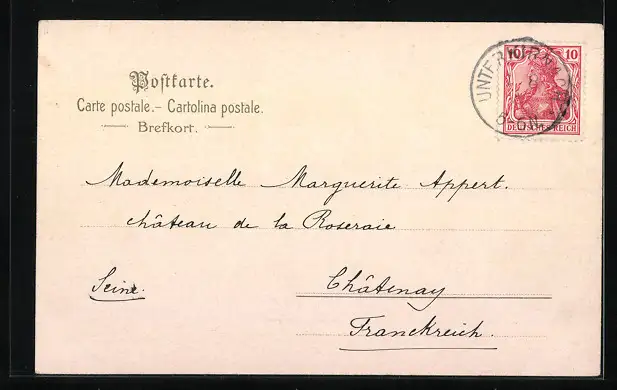 Postkarte.
Carte postale.– Cartolina postale.
Brefkort.
10 10
DEUTSCHES REICH
Mademoiselle Marguerite Appert.
château de la Roseraie
Seine.
Châtenay
Franckreich.